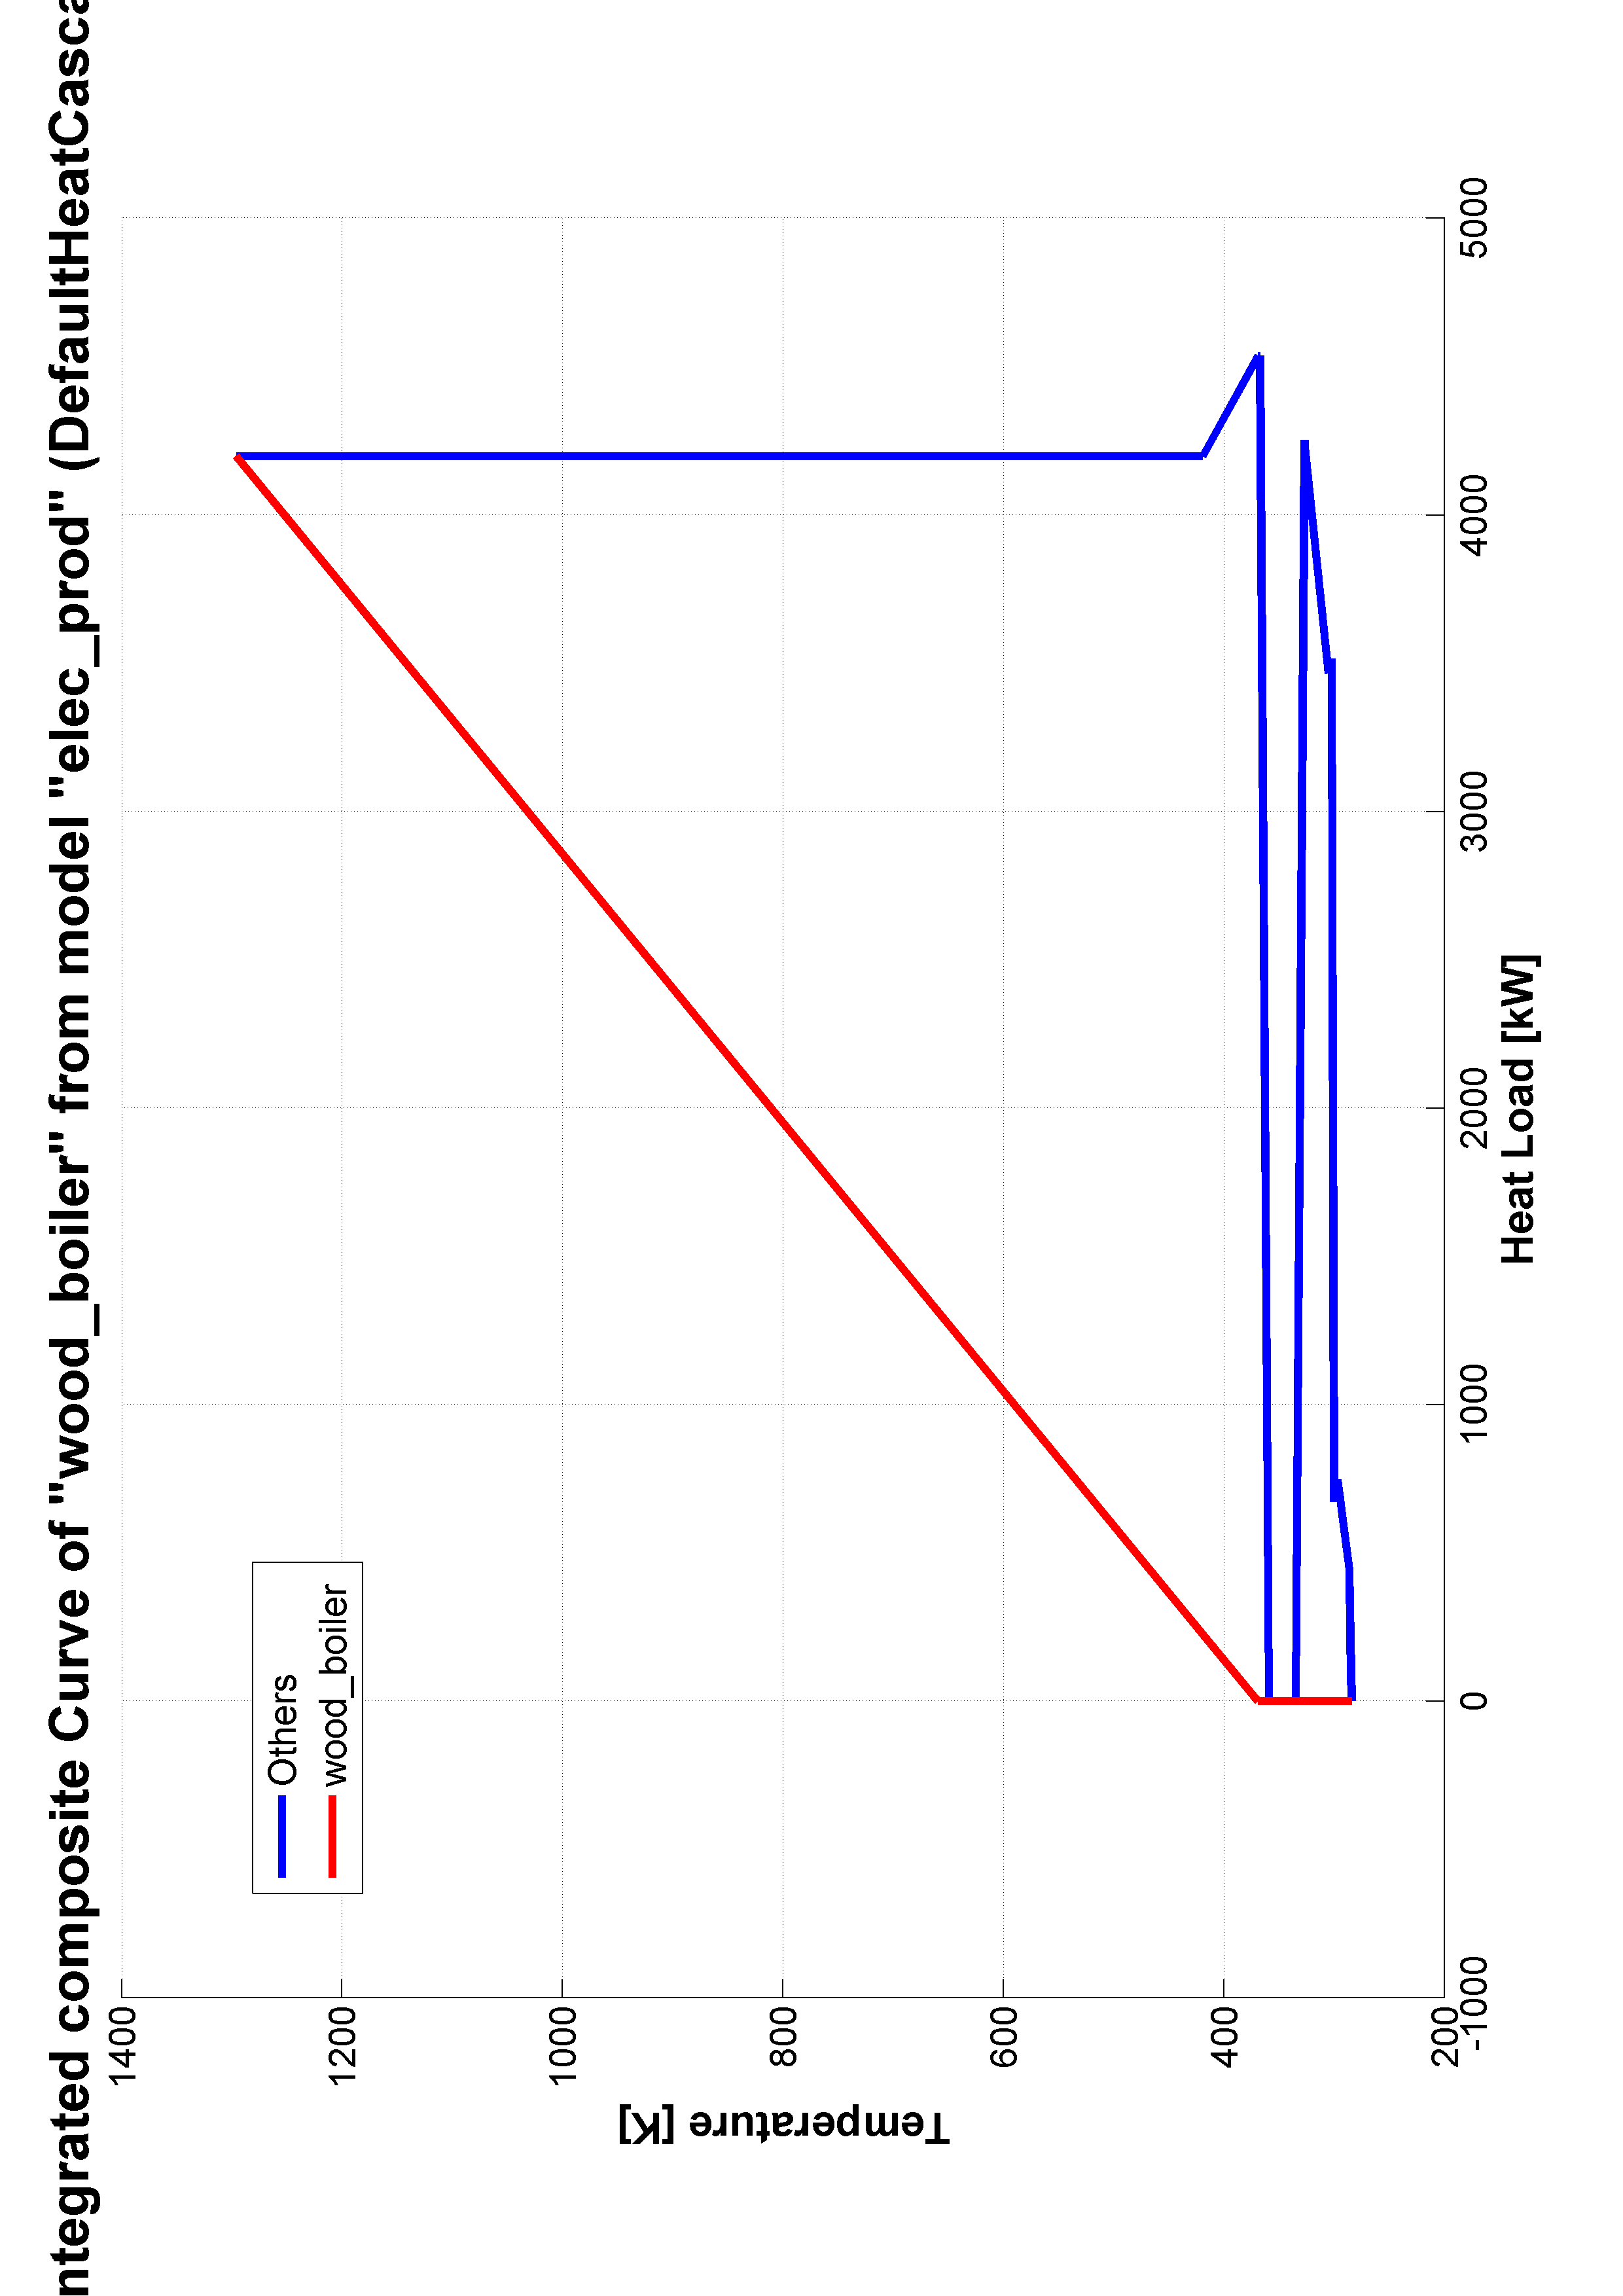 ntegrated composite Curve of "wood_boiler" from model "elec_prod" (DefaultHeatCasca
Others
wood_boiler
Temperature [K]
1400
1200
1000
800
600
400
200
-1000
0
1000
2000
3000
4000
5000
Heat Load [kW]